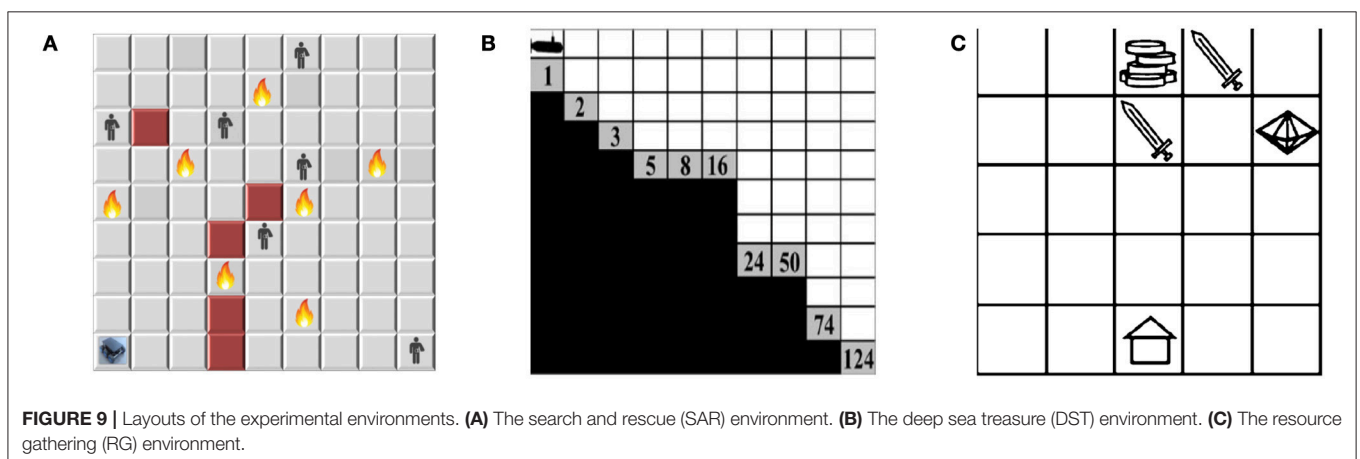 A
B
C
1
2
3
5 8 16
24 50
74
124
FIGURE 9 | Layouts of the experimental environments. (A) The search and rescue (SAR) environment. (B) The deep sea treasure (DST) environment. (C) The resource
gathering (RG) environment.